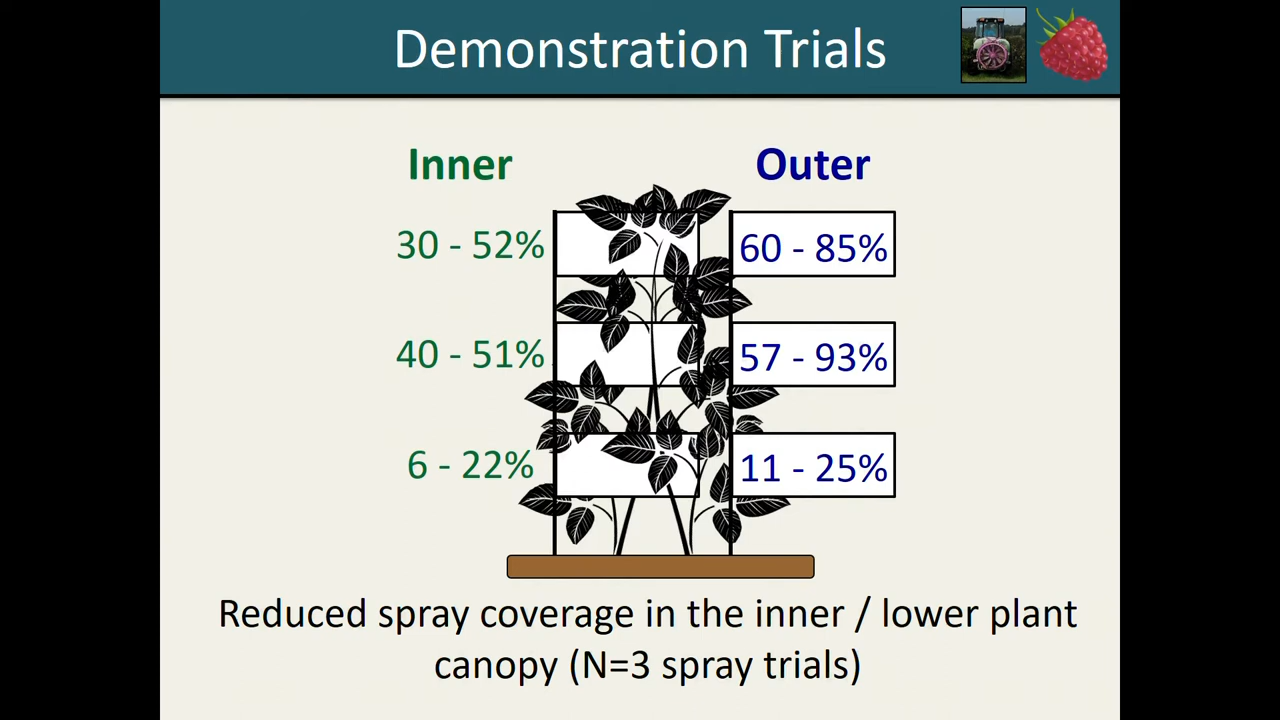 Demonstration Trials
Inner Outer
30 - 52% 60 - 85%
40 - 51% 57 - 93%
6 - 22% 11 - 25%
Reduced spray coverage in the inner / lower plant
canopy (N=3 spray trials)